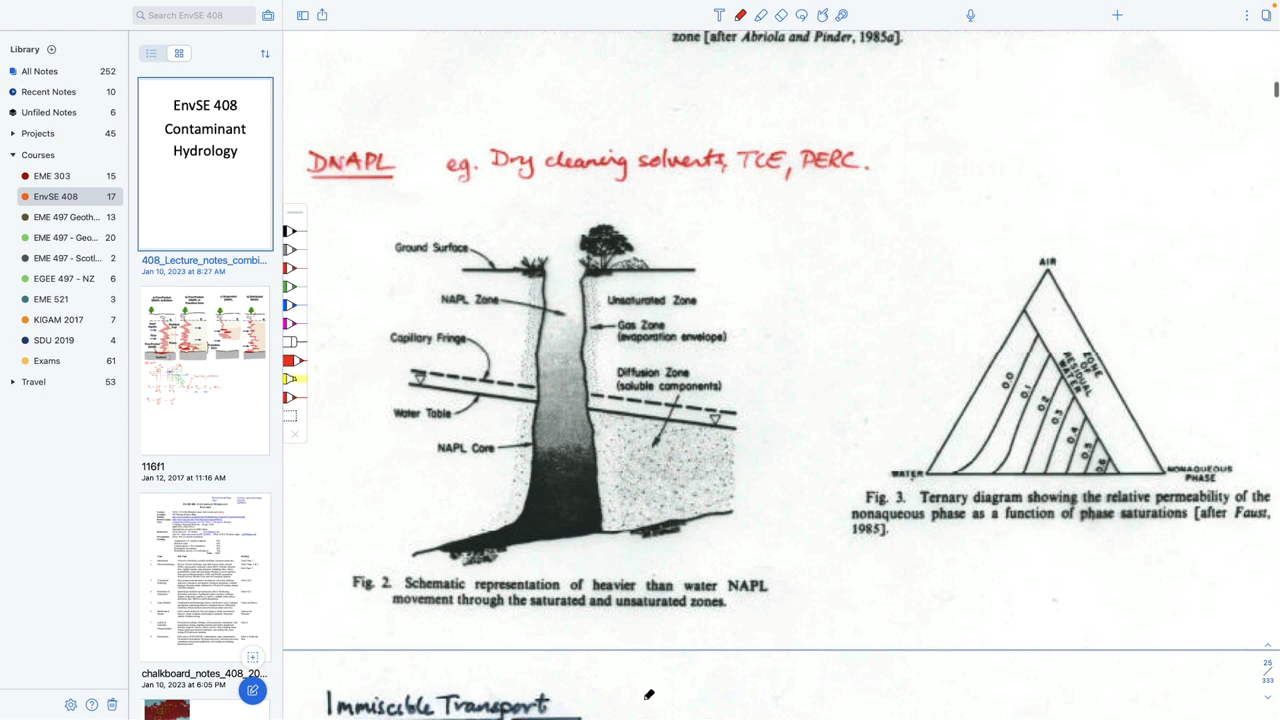 Search EnvSE 408
Library
All Notes 252
Recent Notes 10
Unfiled Notes 6
Projects 45
Courses
EME 303 15
EnvSE 408 17
EME 497 Geoth... 13
EME 497 - Geo... 20
EME 497 - Scotl... 2
EGEE 497 - NZ 6
EME 521 3
KIGAM 2017 7
SDU 2019 4
Exams 61
Travel 53
EnvSE 408
Contaminant
Hydrology
408_Lecture_notes_combi...
Jan 10, 2023 at 8:27 AM
116f1
Jan 12, 2017 at 11:16 AM
chalkboard_notes_408_20...
Jan 10, 2023 at 6:05 PM
zone [after Abriola and Pinder, 1985a].
DNAPL eg. Dry cleaning solvents, TCE, PERC.
Ground Surface
NAPL Zone
Unsaturated Zone
Gas Zone
(evaporation envelope)
Capillary Fringe
Diffusion Zone
(soluble components)
Water Table
NAPL Core
Fig. 2. Schematic representation of heavier than water NAPL
movement through the saturated and unsaturated zones.
AIR
ZONE OF
RESIDUAL
WATER
0.0
0.1
0.2
0.3
0.4
0.5
0.6
WATER
NONAQUEOUS
PHASE
Fig. 3. Ternary diagram showing the relative permeability of the
nonaqueous phase as a function of phase saturations [after Faust,
1985].
25
333
Immiscible Transport